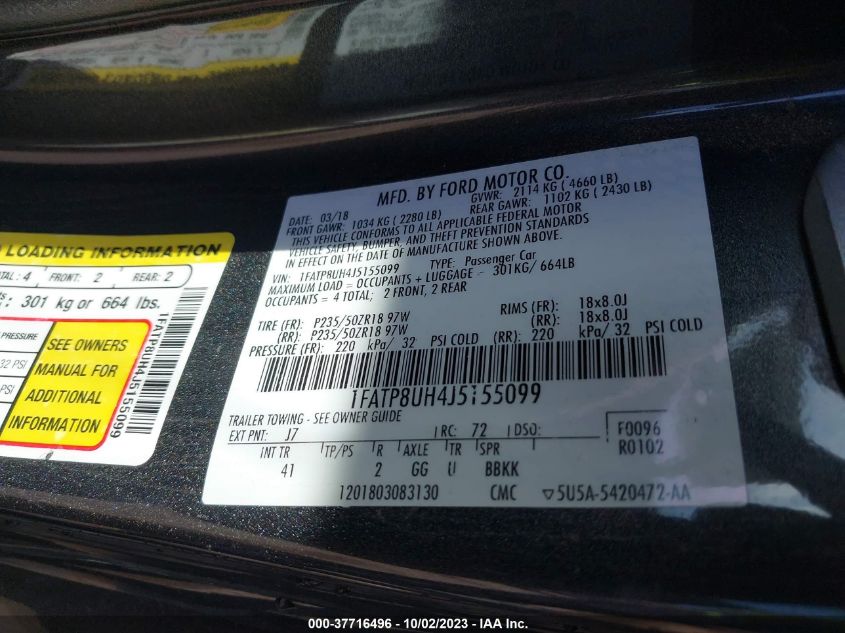 MFD. BY FORD MOTOR CO.
DATE: 03/18 GVWR: 2114 KG ( 4660 LB)
FRONT GAWR: 1034 KG ( 2280 LB) REAR GAWR: 1102 KG ( 2430 LB)
THIS VEHICLE CONFORMS TO ALL APPLICABLE FEDERAL MOTOR
VEHICLE SAFETY, BUMPER, AND THEFT PREVENTION STANDARDS
IN EFFECT ON THE DATE OF MANUFACTURE SHOWN ABOVE.
VIN: 1FATP8UH4J5155099 TYPE: Passenger Car
MAXIMUM LOAD = OCCUPANTS + LUGGAGE = 301KG/ 664LB
OCCUPANTS = 4 TOTAL; 2 FRONT, 2 REAR
TIRE (FR): P235/50ZR18 97W RIMS (FR): 18x8.0J
(RR): P235/50ZR18 97W (RR): 18x8.0J
PRESSURE (FR): 220 kPa/ 32 PSI COLD (RR): 220 kPa/ 32 PSI COLD
1FATP8UH4J5155099
TRAILER TOWING - SEE OWNER GUIDE
EXT PNT: J7 RC: 72 DSO: F0096
R0102
INT TR TP/PS R AXLE TR SPR
41 2 GG U BBKK
1201803083130 CMC ▽5U5A-5420472-AA
LOADING INFORMATION
TAL: 4 FRONT: 2 REAR: 2
301 kg or 664 lbs.
PRESSURE
32 PSI
PSI
SEE OWNERS
MANUAL FOR
ADDITIONAL
INFORMATION
1FATP8UH4J5155099
000-37716496 - 10/02/2023 - IAA Inc.